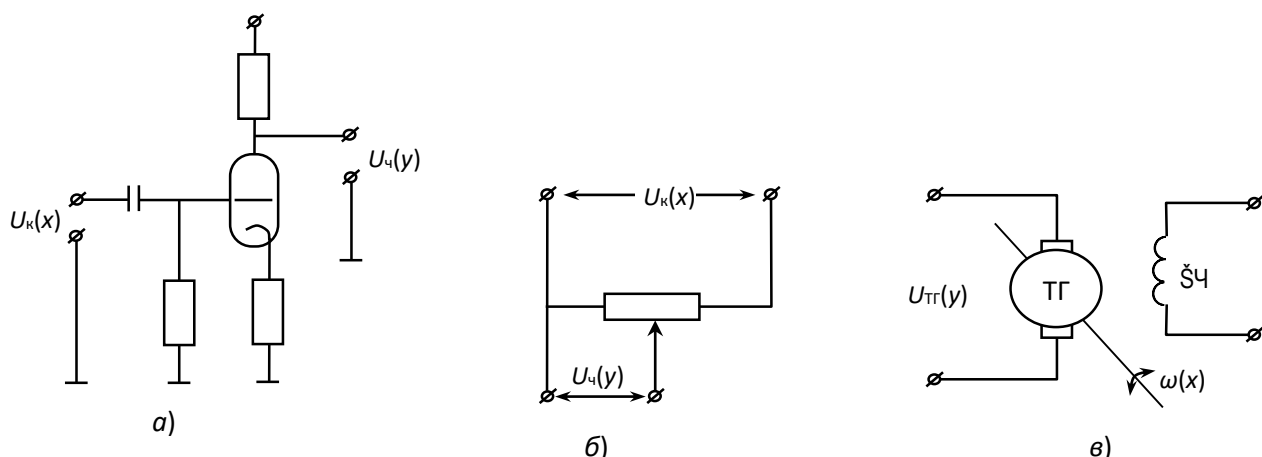 Uк(x)
Uч(y)
а)
Uк(x)
Uч(y)
б)
UТГ(y)
ТГ
ŠЧ
ω(x)
в)